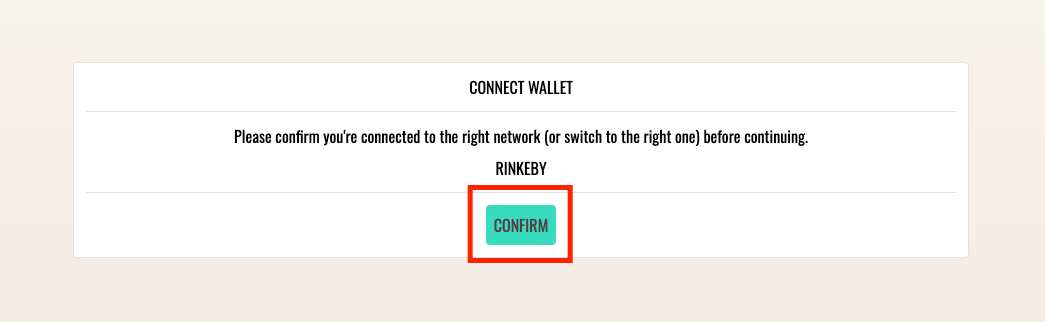 CONNECT WALLET
Please confirm you're connected to the right network (or switch to the right one) before continuing.
RINKEBY
CONFIRM